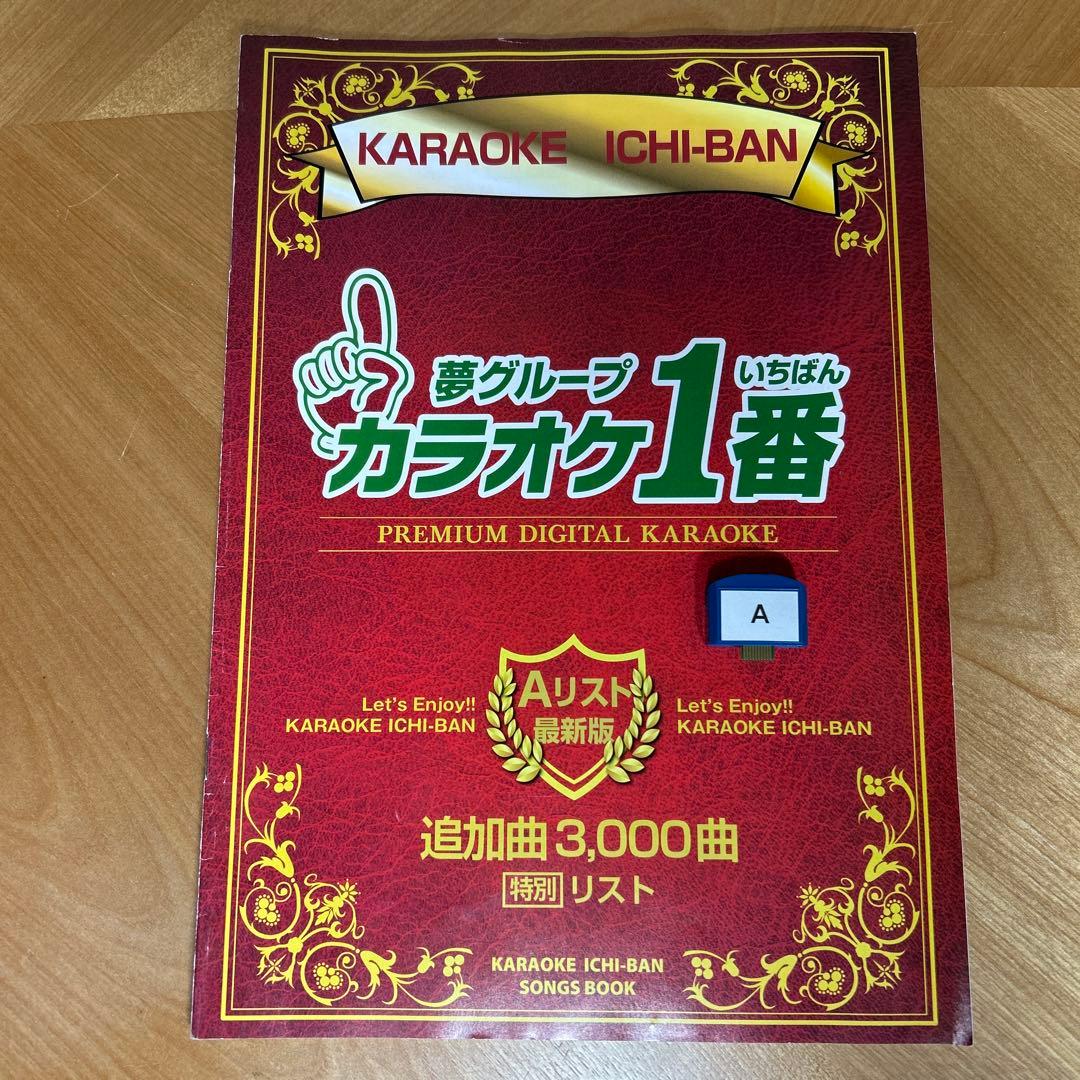 KARAOKE ICHI-BAN
夢グループ
いちばん
カラオケ1番
PREMIUM DIGITAL KARAOKE
A
Let's Enjoy!!
KARAOKE ICHI-BAN
Aリスト
最新版
Let's Enjoy!!
KARAOKE ICHI-BAN
追加曲3,000曲
特別 リスト
KARAOKE ICHI-BAN
SONGS BOOK